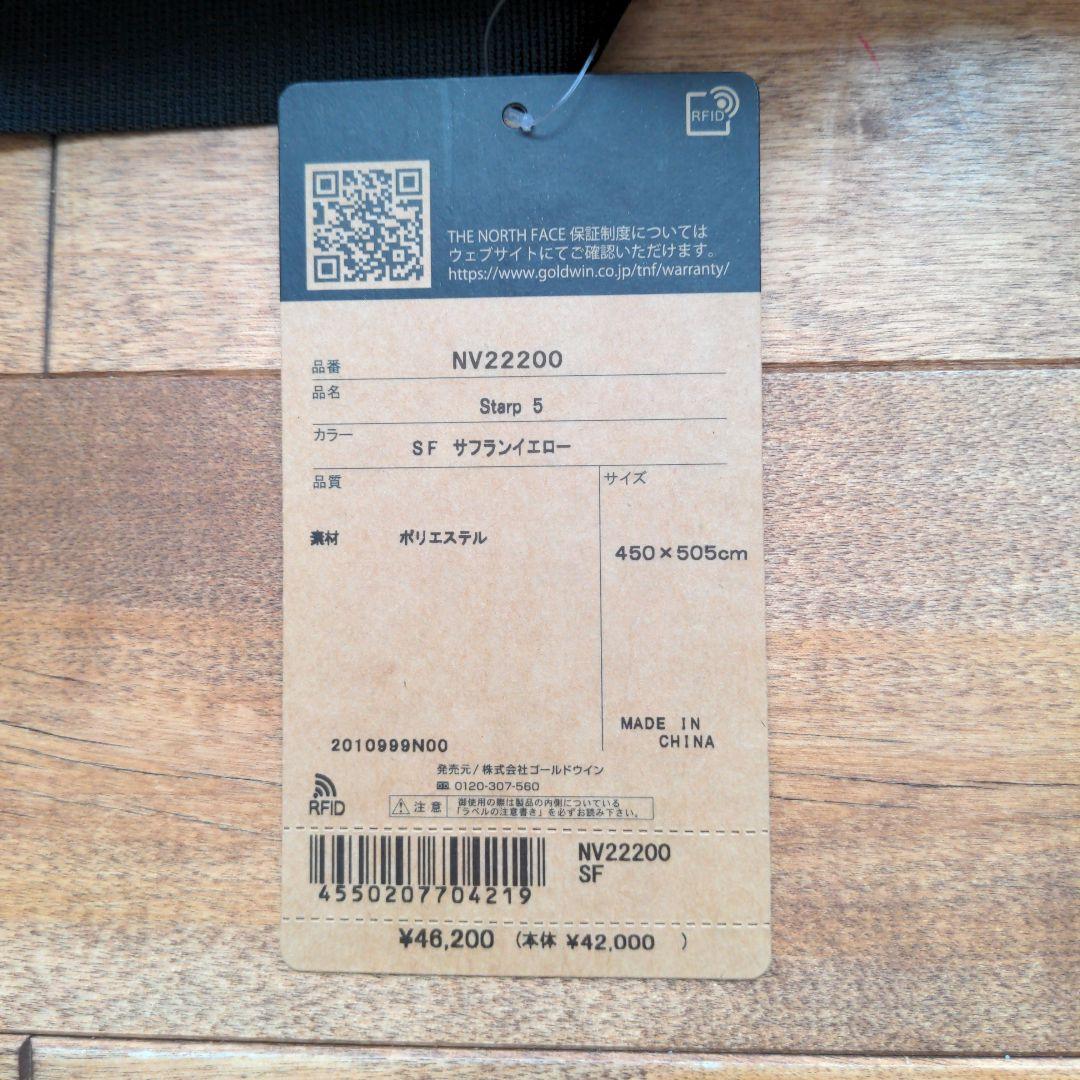 RFID
THE NORTH FACE 保証制度については
ウェブサイトにてご確認いただけます。
https://www.goldwin.co.jp/tnf/warranty/
品番 NV22200
品名 Starp 5
カラー SF サフランイエロー
品質
サイズ
素材 ポリエステル
450×505cm
MADE IN
CHINA
2010999N00
発売元/株式会社ゴールドウイン
0120-307-560
RFID
注意 御使用の際は製品の内側についている
「ラベルの注意書き」を必ずお読み下さい。
4550207704219
NV22200
SF
¥46,200 (本体 ¥42,000 )